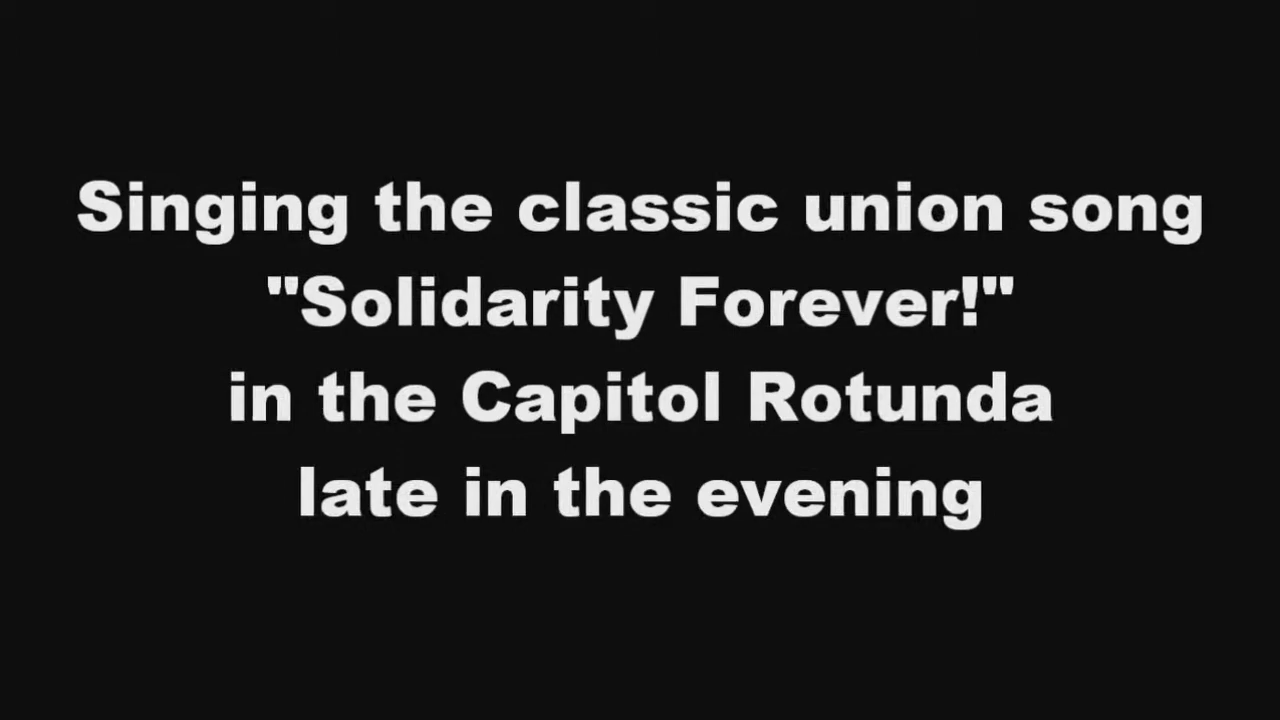 Singing the classic union song
"Solidarity Forever!"
in the Capitol Rotunda
late in the evening